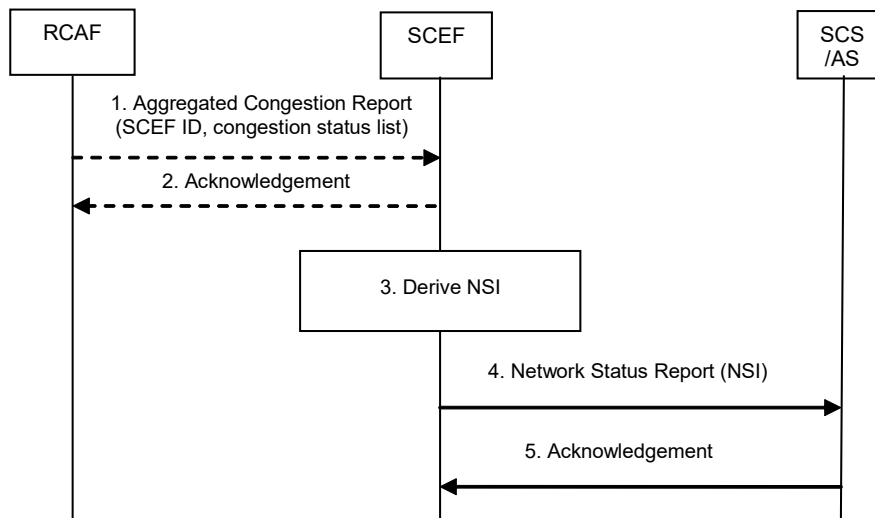 RCAF
SCEF
SCS
/AS
1. Aggregated Congestion Report
(SCEF ID, congestion status list)
2. Acknowledgement
3. Derive NSI
4. Network Status Report (NSI)
5. Acknowledgement